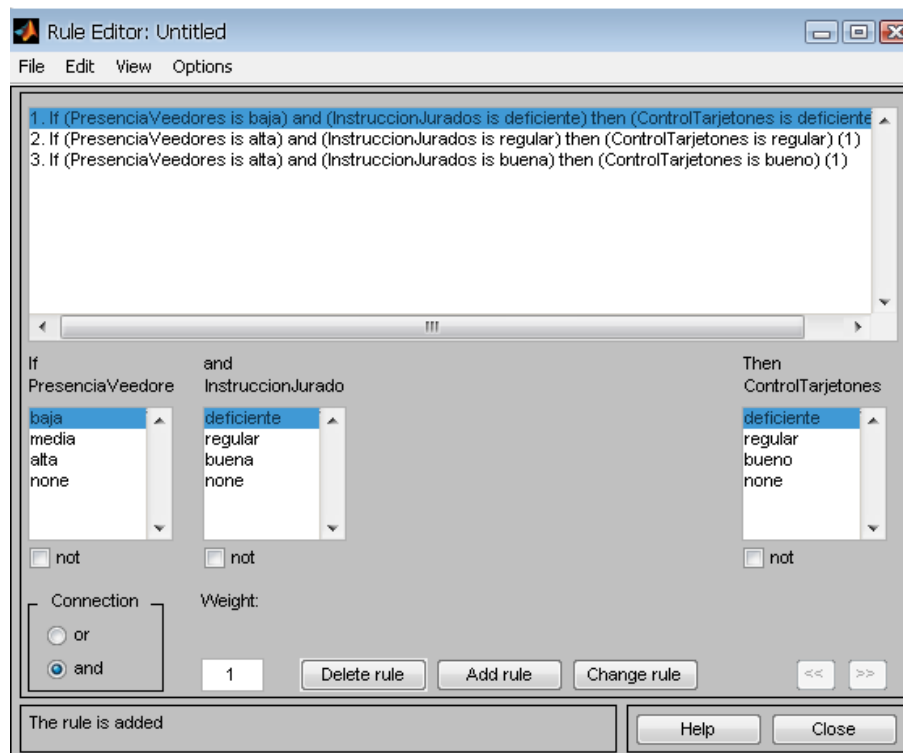 Rule Editor: Untitled
File Edit View Options
1. If (PresenciaVeedores is baja) and (InstruccionJurados is deficiente) then (ControlTarjetones is deficiente
2. If (PresenciaVeedores is alta) and (InstruccionJurados is regular) then (ControlTarjetones is regular) (1)
3. If (PresenciaVeedores is alta) and (InstruccionJurados is buena) then (ControlTarjetones is bueno) (1)
If and Then
PresenciaVeedore InstruccionJurado ControlTarjetones
baja deficiente deficiente
media regular regular
alta buena bueno
none none none
not not not
Connection Weight:
or
and 1 Delete rule Add rule Change rule << >>
The rule is added Help Close